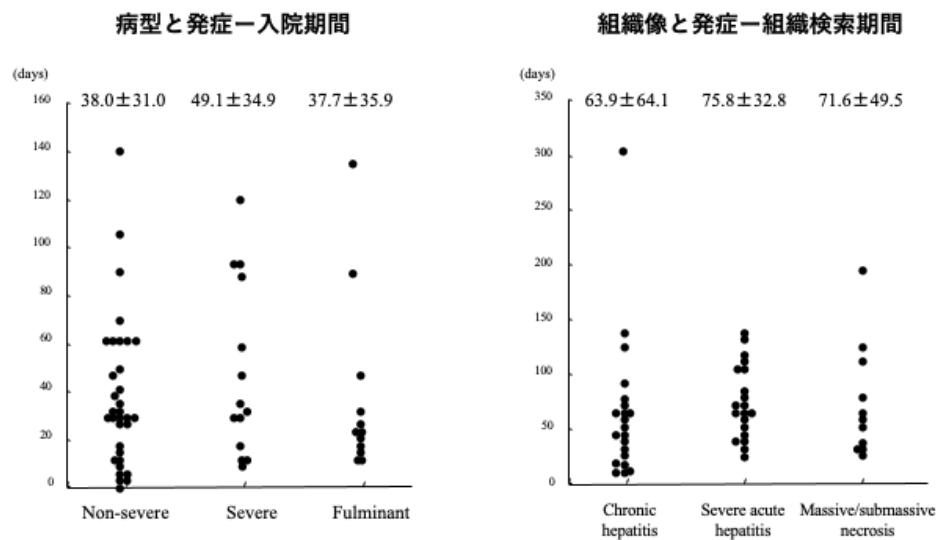 病型と発症ー入院期間
(days)
38.0±31.0 49.1±34.9 37.7±35.9
160
140
120
100
80
60
40
20
0
Non-severe Severe Fulminant
組織像と発症ー組織検索期間
(days)
63.9±64.1 75.8±32.8 71.6±49.5
350
300
250
200
150
100
50
0
Chronic hepatitis
Severe acute hepatitis
Massive/submassive necrosis